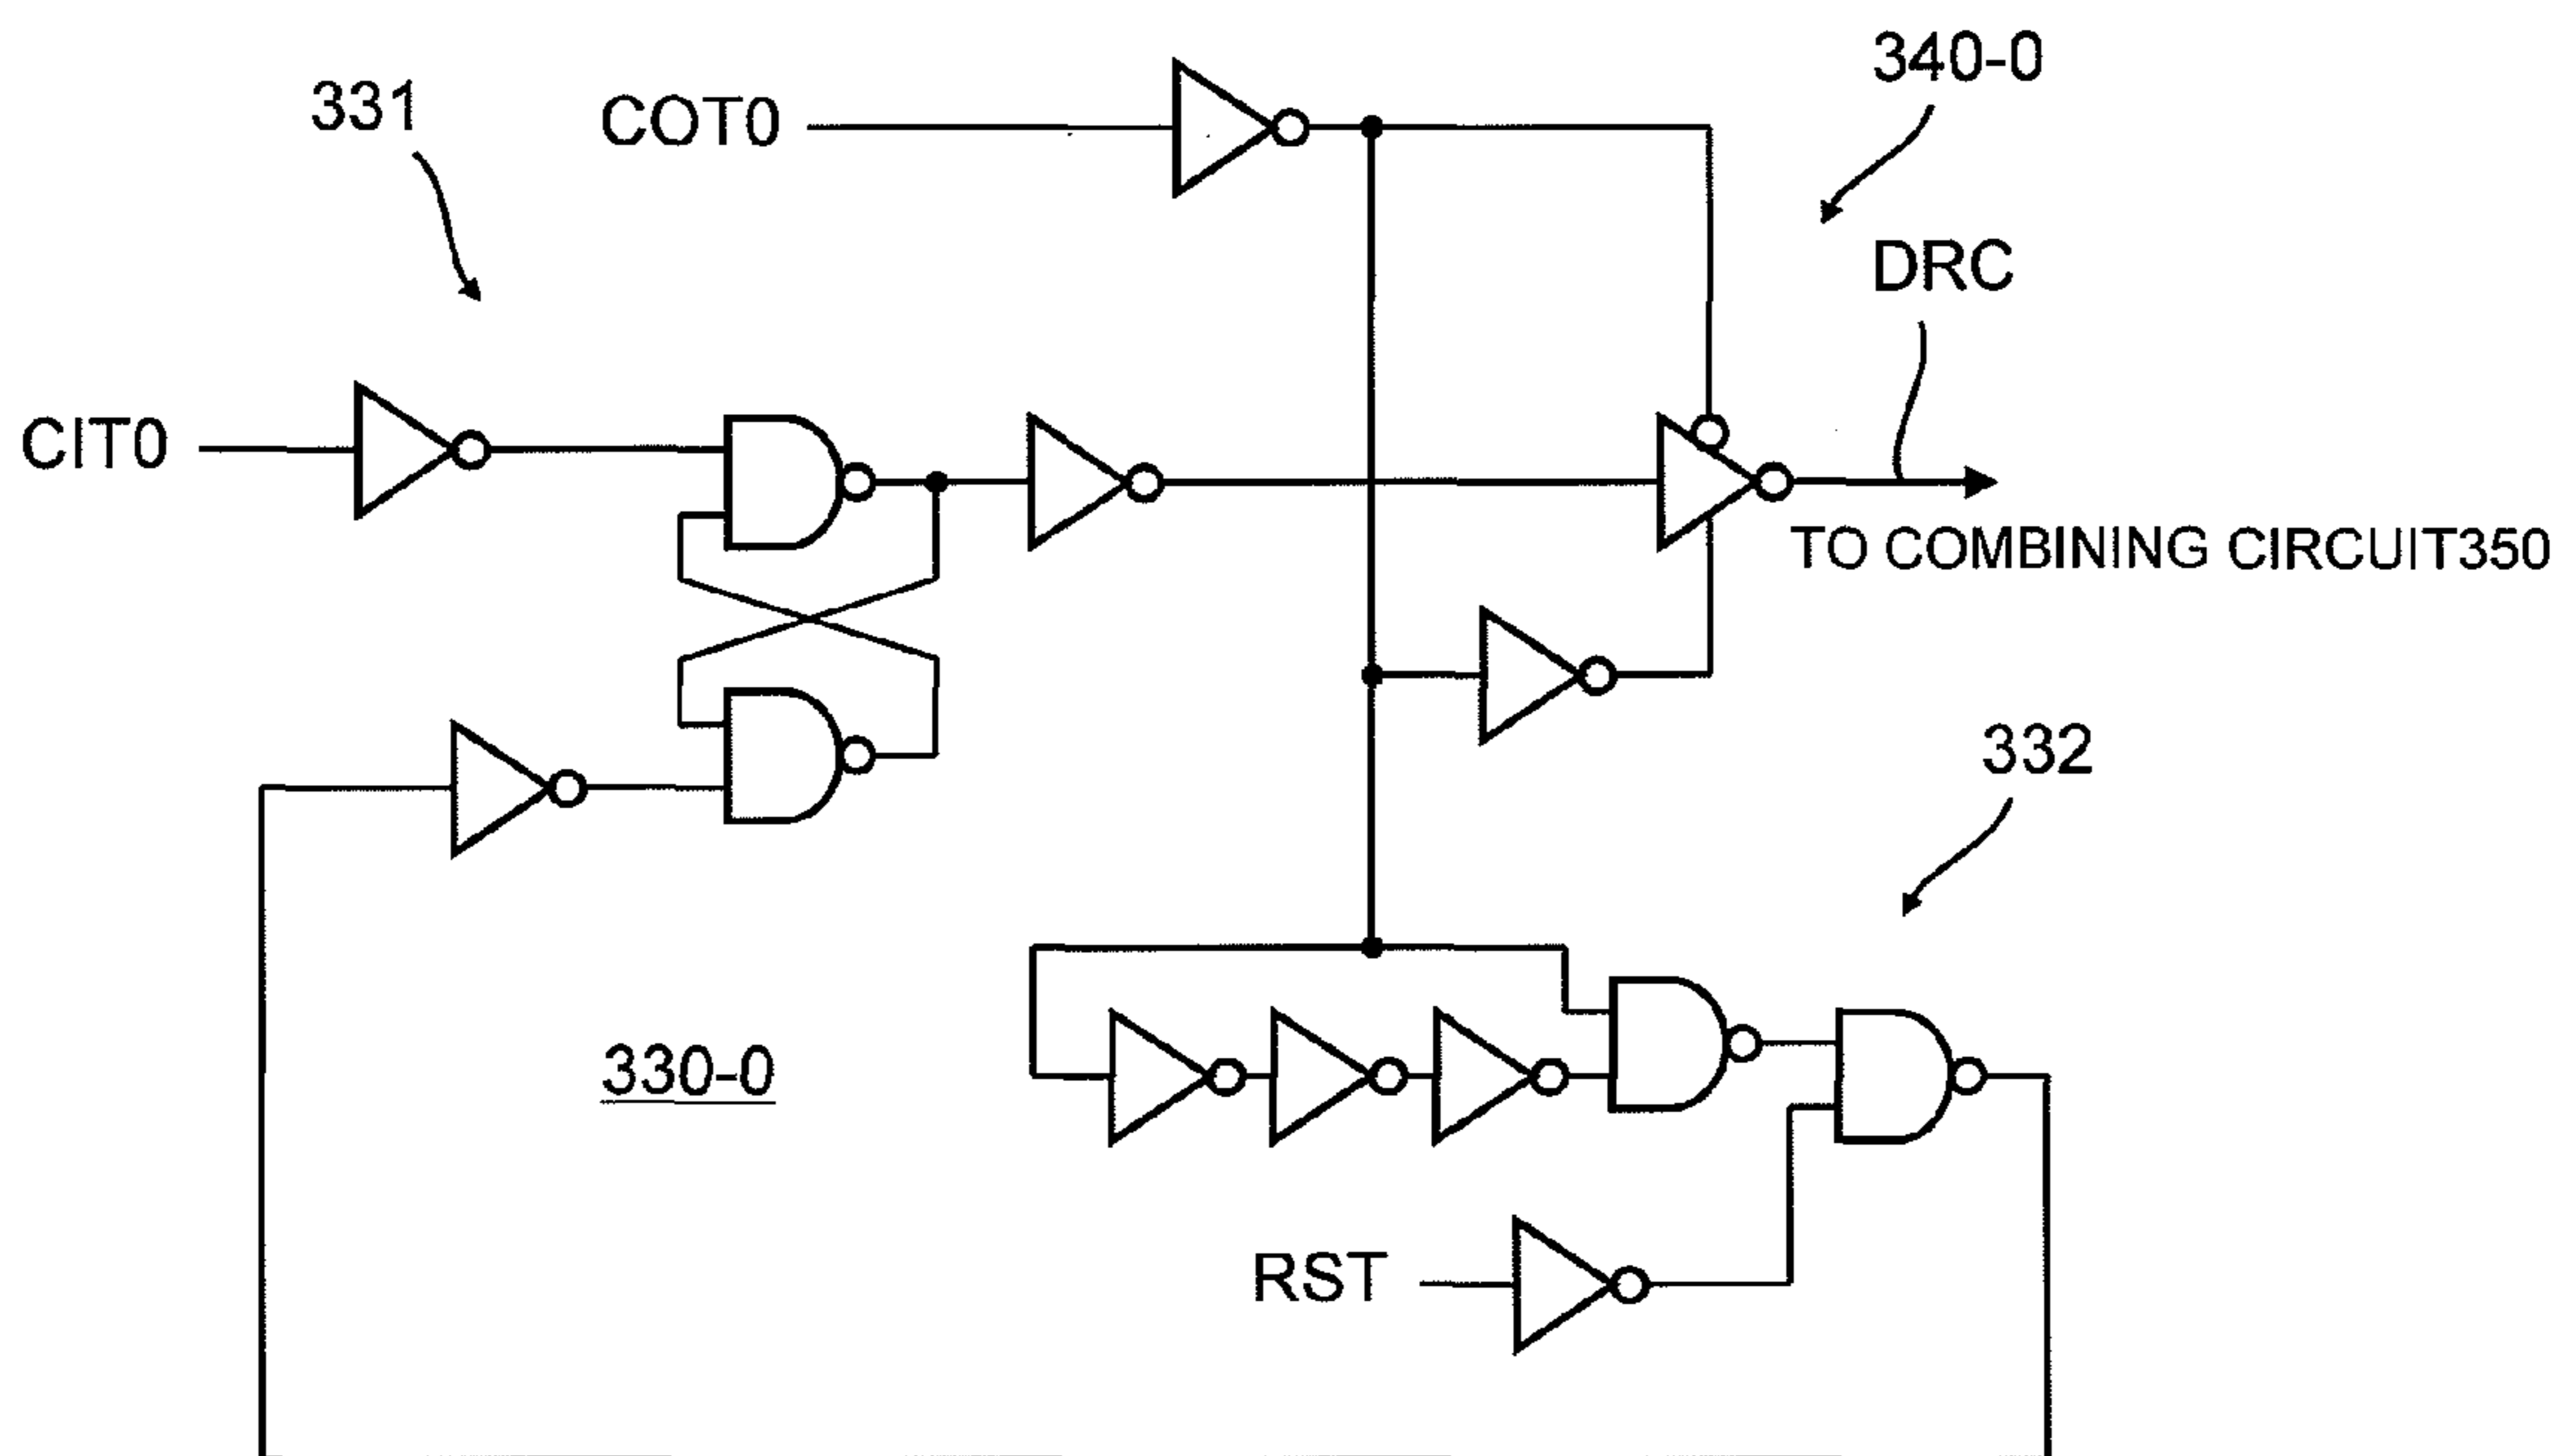 340-0
331
COT0
DRC
CIT0
TO COMBINING CIRCUIT350
332
330-0
RST